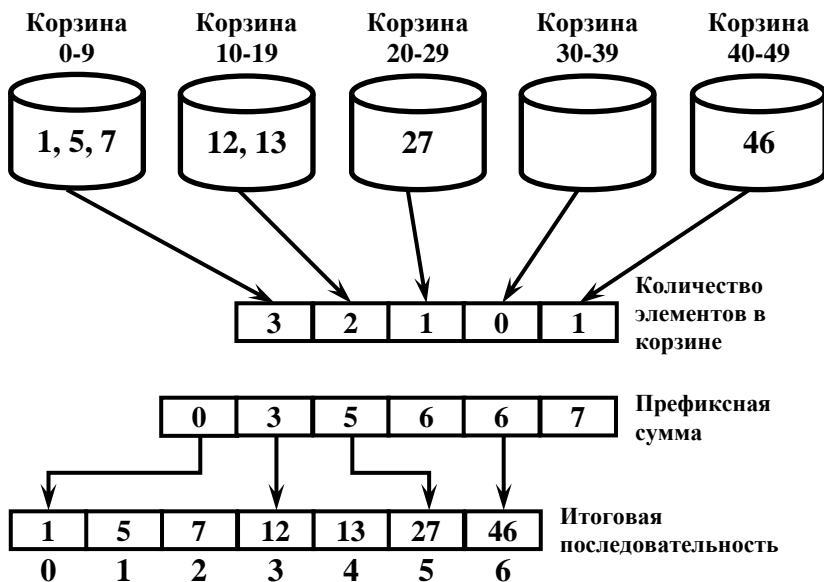 Корзина Корзина Корзина Корзина Корзина
0-9 10-19 20-29 30-39 40-49
1, 5, 7 12, 13 27 46
Количество
элементов в
корзине
3 2 1 0 1
Префиксная
сумма
0 3 5 6 6 7
Итоговая
последовательность
1 5 7 12 13 27 46
0 1 2 3 4 5 6